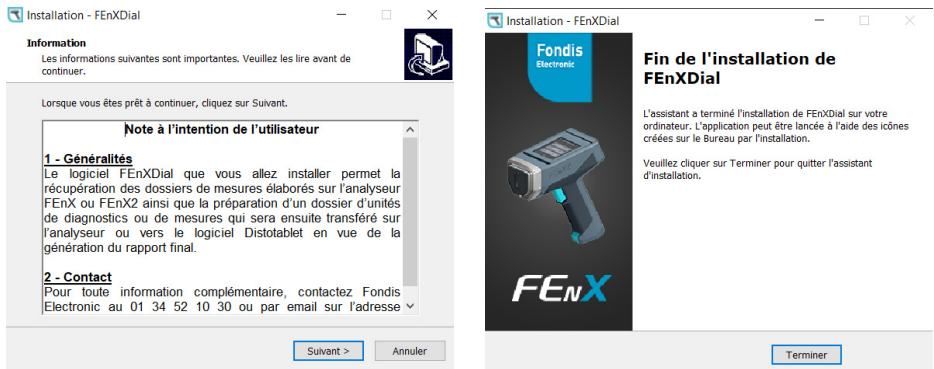 Installation - FEnXDial
Information
Les informations suivantes sont importantes. Veuillez les lire avant de
continuer.
Lorsque vous êtes prêt à continuer, cliquez sur Suivant.
Note à l'intention de l'utilisateur
1 - Généralités
Le logiciel FEnXDial que vous allez installer permet la
récupération des dossiers de mesures élaborés sur l'analyseur
FEnX ou FEnX2 ainsi que la préparation d'un dossier d'unités
de diagnostics ou de mesures qui sera ensuite transféré sur
l'analyseur ou vers le logiciel Distotablet en vue de la
génération du rapport final.
2 - Contact
Pour toute information complémentaire, contactez Fondis
Electronic au 01 34 52 10 30 ou par email sur l'adresse
Suivant >
Annuler
Installation - FEnXDial
Fondis
Electronic
FEnX
Fin de l'installation de
FEnXDial
L'assistant a terminé l'installation de FEnXDial sur votre
ordinateur. L'application peut être lancée à l'aide des icônes
créées sur le Bureau par l'installation.
Veuillez cliquer sur Terminer pour quitter l'assistant
d'installation.
Terminer